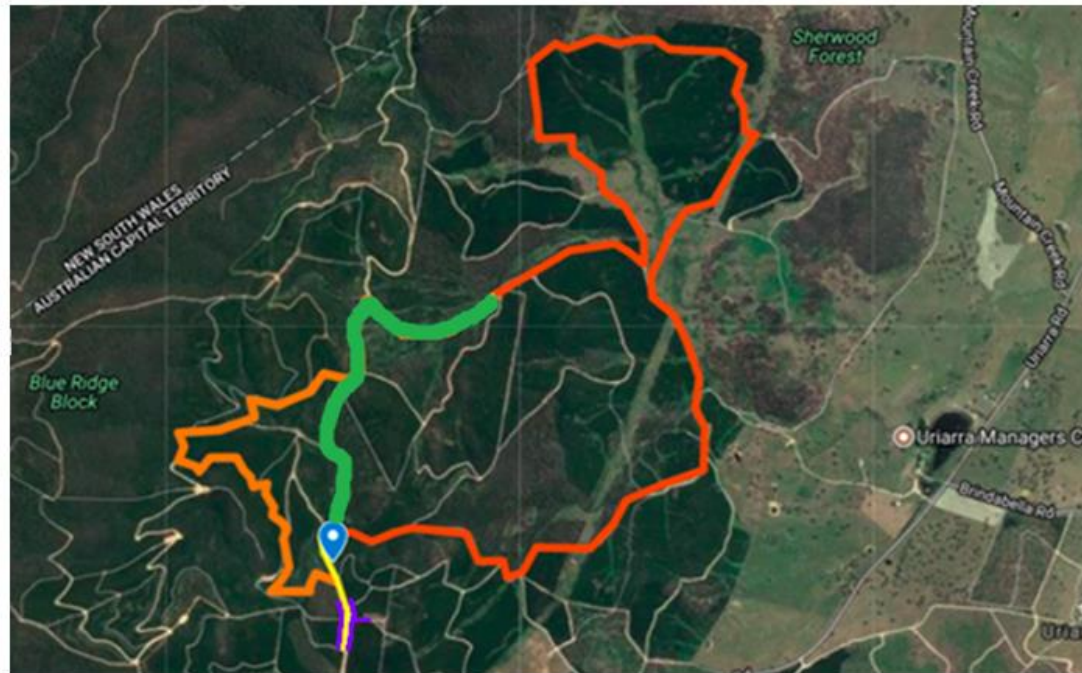 Sherwood
Forest
Mountain Creek Rd
NEW SOUTH WALES
AUSTRALIAN CAPITAL TERRITORY
Mountain Creek Rd
Uriarra Rd
Blue Ridge
Block
Uriarra Managers C
Brindabella Rd